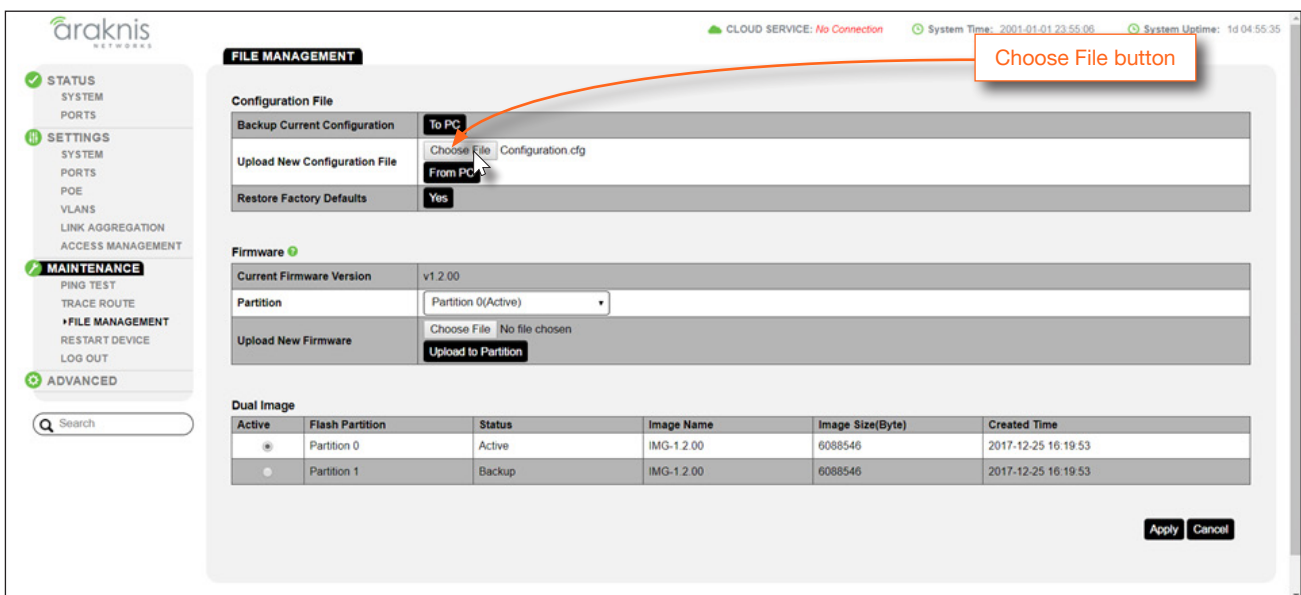 araknis
NETWORKS
CLOUD SERVICE: No Connection System Time: 2001-01-01 23:55:06 System Uptime: 1d 04:55:35
Choose File button
FILE MANAGEMENT
STATUS
SYSTEM
PORTS
SETTINGS
SYSTEM
PORTS
POE
VLANS
LINK AGGREGATION
ACCESS MANAGEMENT
MAINTENANCE
PING TEST
TRACE ROUTE
FILE MANAGEMENT
RESTART DEVICE
LOG OUT
ADVANCED
Search
Configuration File
Backup Current Configuration To PC
Upload New Configuration File Choose File Configuration.cfg
From PC
Restore Factory Defaults Yes
Firmware ?
Current Firmware Version v1.2.00
Partition Partition 0(Active)
Upload New Firmware Choose File No file chosen
Upload to Partition
Dual Image
Active Flash Partition Status Image Name Image Size(Byte) Created Time
Partition 0 Active IMG-1.2.00 6088546 2017-12-25 16:19:53
Partition 1 Backup IMG-1.2.00 6088546 2017-12-25 16:19:53
Apply Cancel